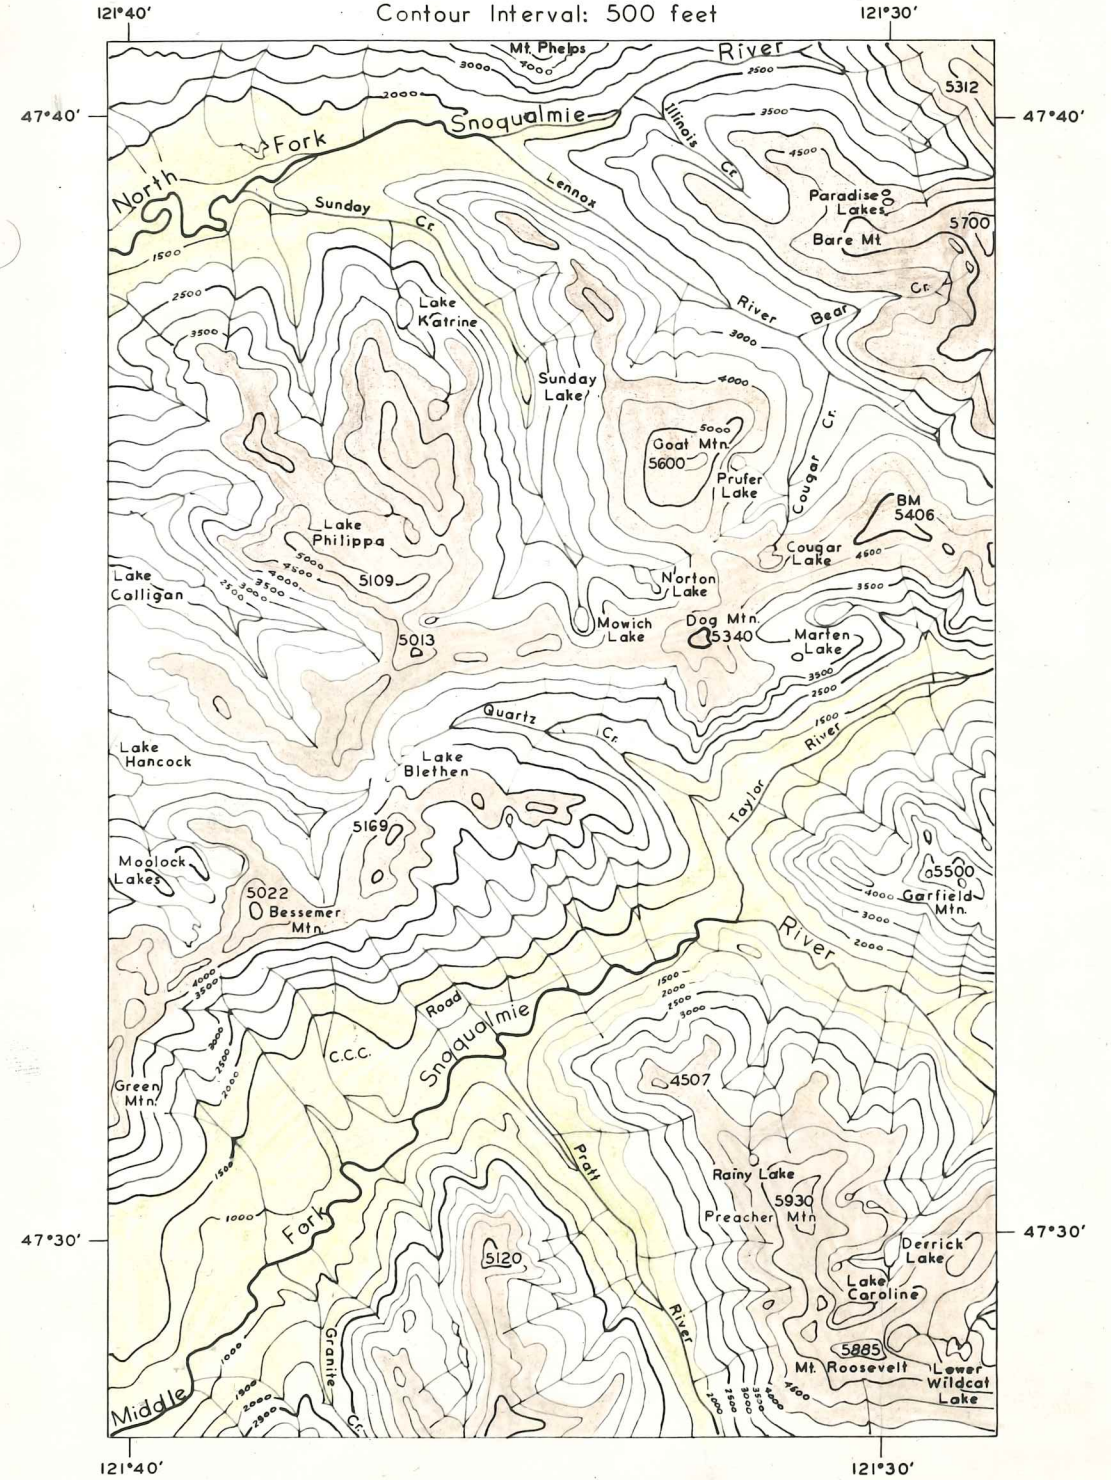 Contour Interval: 500 feet
121°40'
121°30'
47°40'
47°40'
Mt. Phelps
River
3000
4000
2500
5312
2000
Snoqualmie
Illinois
Cr.
3500
Fork
4500
North
Lennox
Paradise
Lakes
Sunday
Cr.
5700
Bare Mt.
1500
Cr.
2500
Lake
Katrine
River
Bear
3500
3000
Sunday
Lake
4000
Cr.
5000
Goat Mtn.
5600
Prufer
Lake
Cougar
BM
5406
Lake
Philippa
Cougar
Lake
4500
5000
4500
4000
3500
3000
2500
5109
Lake
Calligan
Norton
Lake
3500
Mowich
Lake
Dog Mtn.
5340
Marten
Lake
5013
3500
2500
Quartz
Cr.
1500
River
Lake
Hancock
Lake
Blethen
Taylor
5169
Moolock
Lakes
5500
Garfield
Mtn.
4000
5022
Bessemer
Mtn.
3000
River
2000
4000
3500
1500
2000
2500
3000
Road
Snoqualmie
3000
2500
2000
C.C.C.
4507
Green
Mtn.
Pratt
1500
Rainy Lake
5930
Preacher Mtn.
1000
Fork
47°30'
47°30'
5120
Derrick
Lake
Lake
Caroline
River
Granite
Cr.
1000
5885
Mt. Roosevelt
Lower
Wildcat
Lake
1500
2000
2500
2000
2500
3000
3500
4000
4500
Middle
121°40'
121°30'